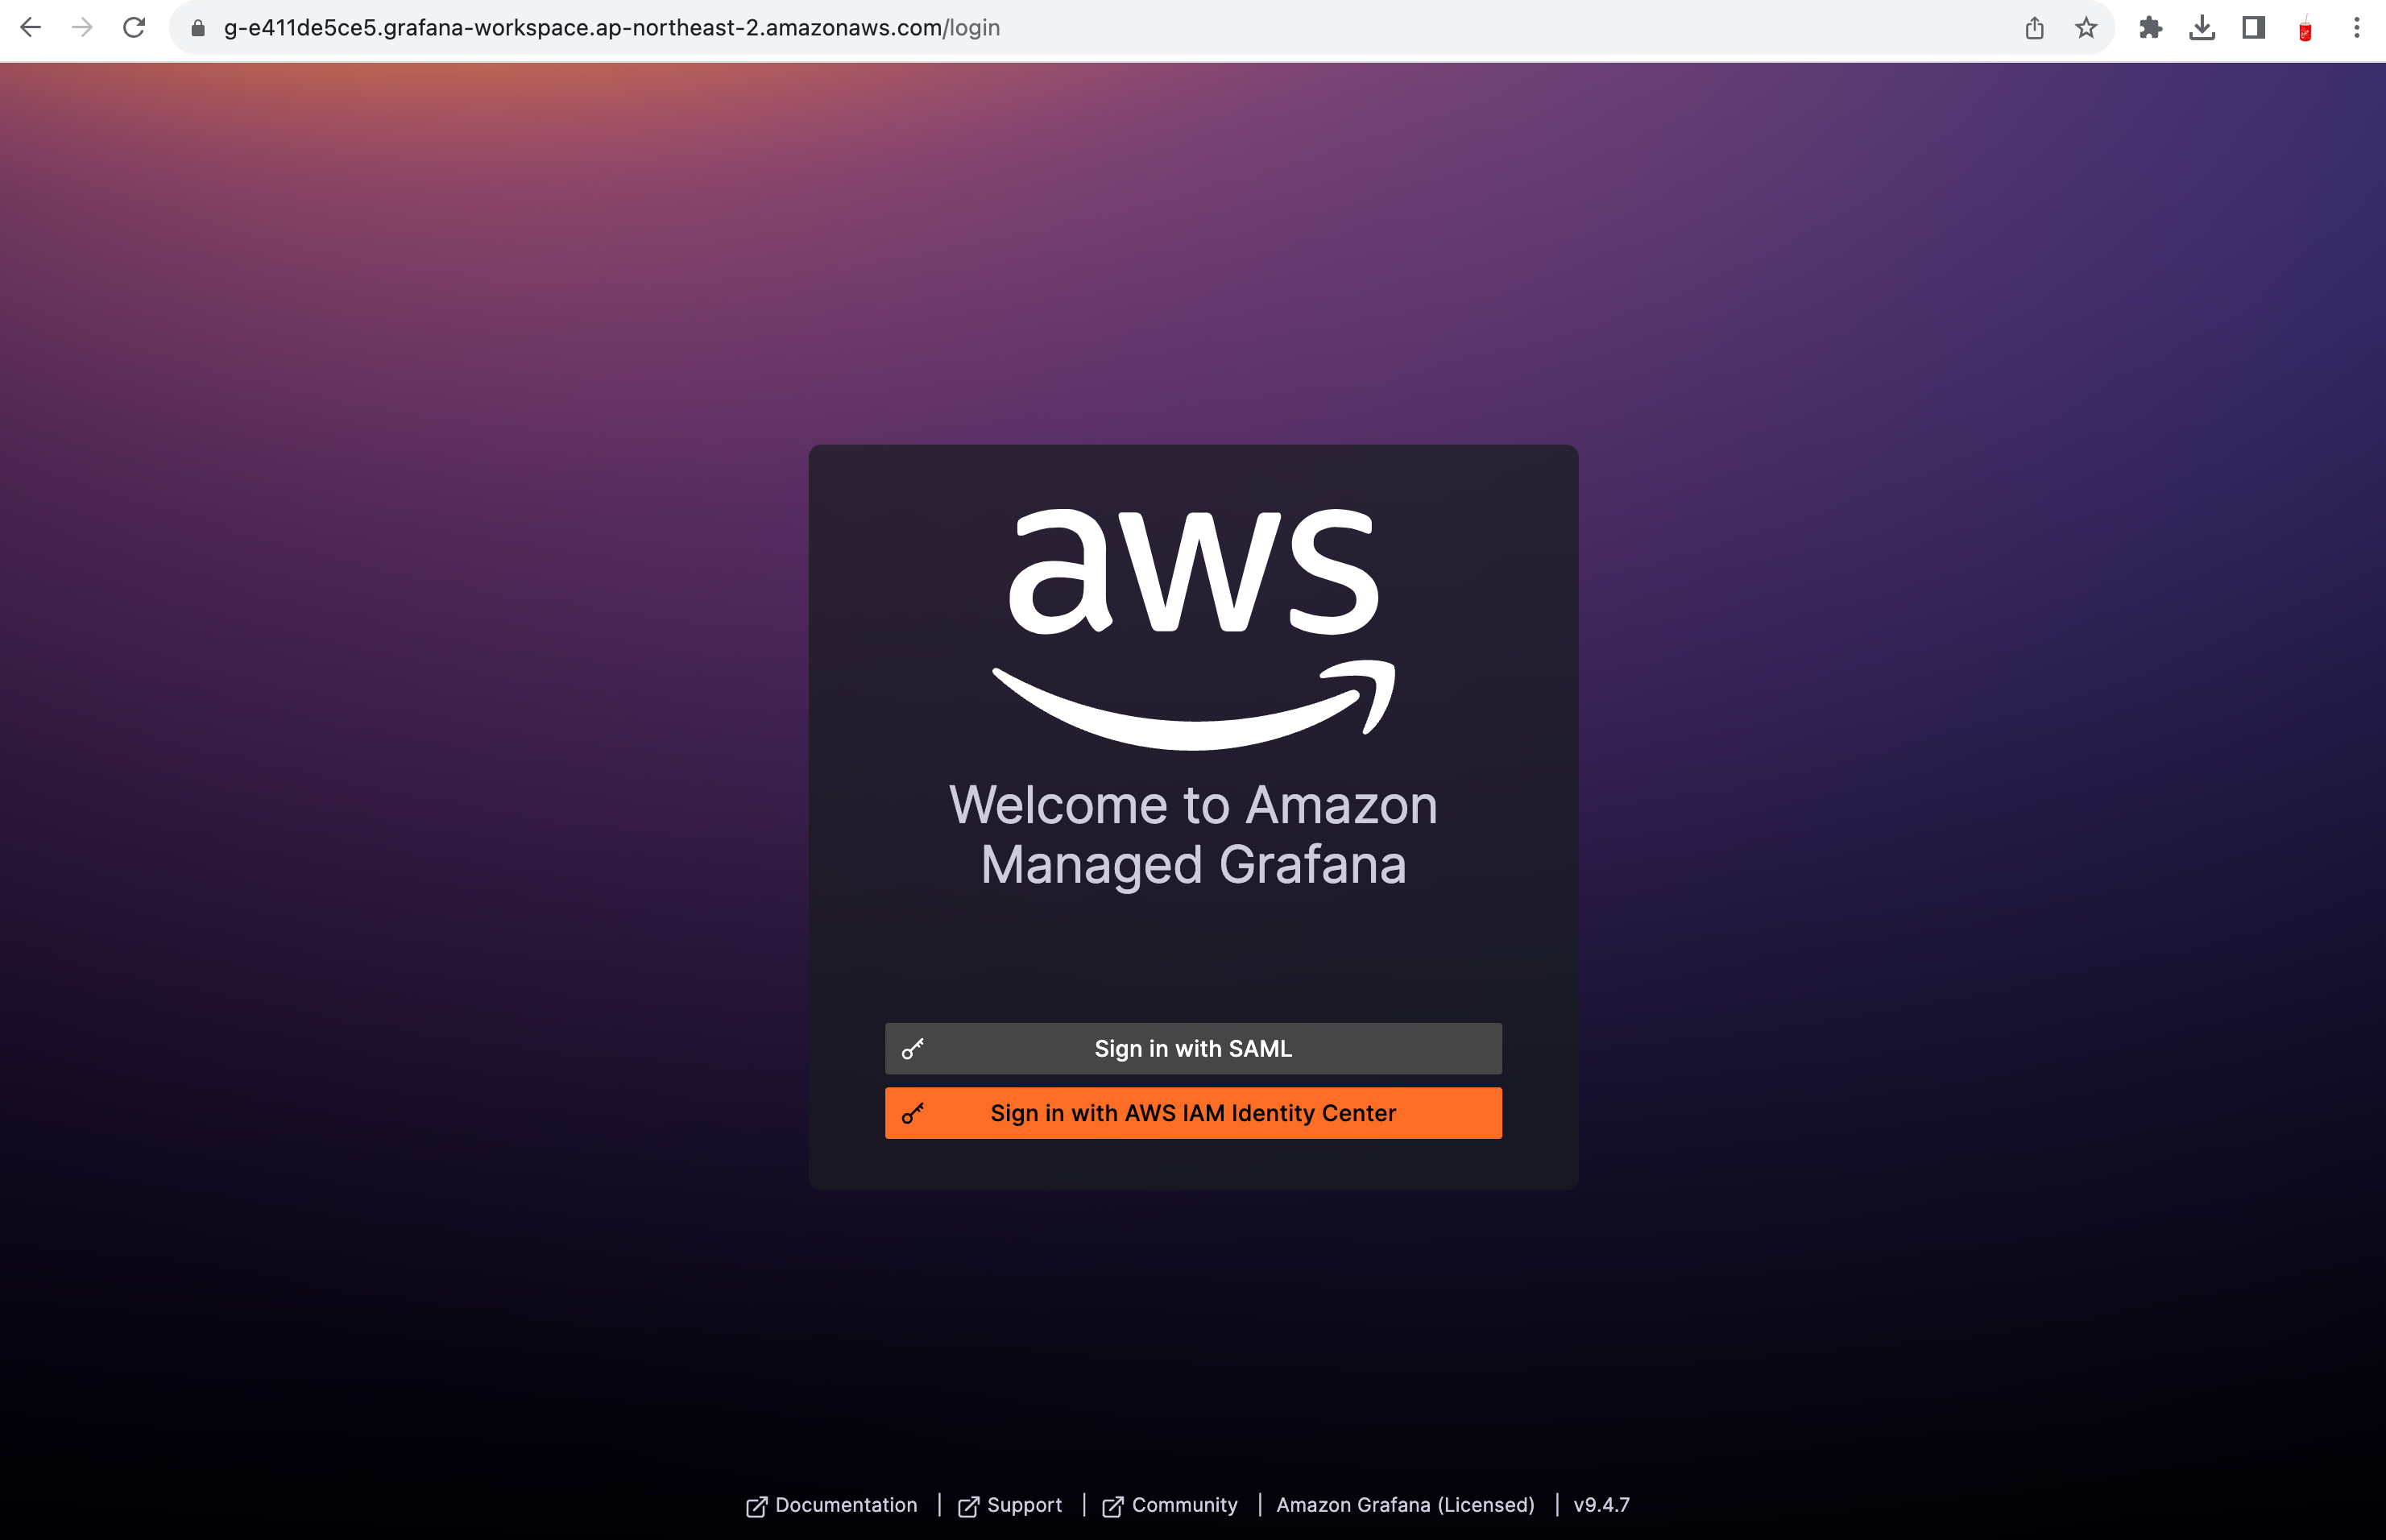 g-e411de5ce5.grafana-workspace.ap-northeast-2.amazonaws.com/login
aws
Welcome to Amazon
Managed Grafana
Sign in with SAML
Sign in with AWS IAM Identity Center
Documentation | Support | Community | Amazon Grafana (Licensed) | v9.4.7